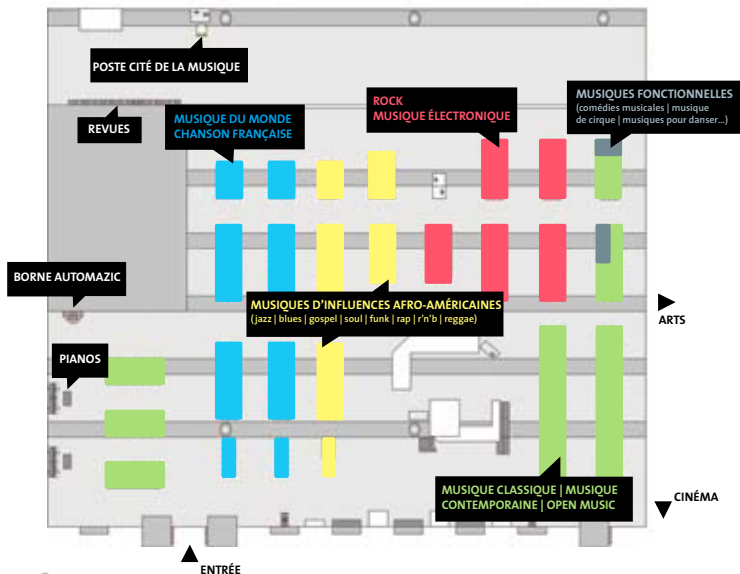 POSTE CITÉ DE LA MUSIQUE
REVUES
MUSIQUE DU MONDE
CHANSON FRANÇAISE
ROCK
MUSIQUE ÉLECTRONIQUE
MUSIQUES FONCTIONNELLES
(comédies musicales | musique
de cirque | musiques pour danser...)
BORNE AUTOMAZIC
MUSIQUES D'INFLUENCES AFRO-AMÉRICAINES
(jazz | blues | gospel | soul | funk | rap | r'n'b | reggae)
ARTS
PIANOS
MUSIQUE CLASSIQUE | MUSIQUE
CONTEMPORAINE | OPEN MUSIC
CINÉMA
ENTRÉE